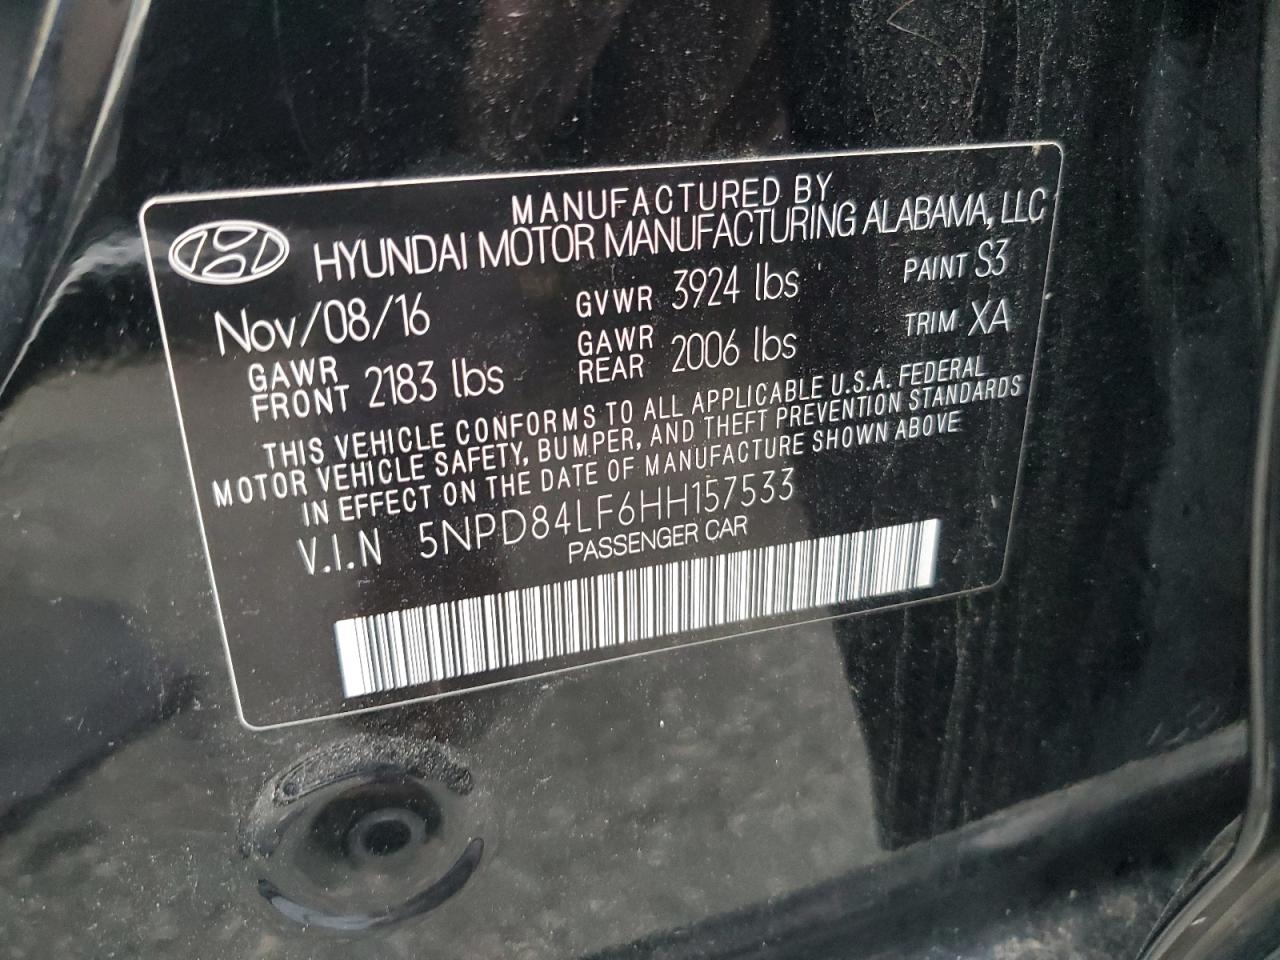 MANUFACTURED BY
HYUNDAI MOTOR MANUFACTURING ALABAMA, LLC
Nov/08/16 GVWR 3924 lbs PAINT S3
GAWR FRONT 2183 lbs GAWR REAR 2006 lbs TRIM XA
THIS VEHICLE CONFORMS TO ALL APPLICABLE U.S.A. FEDERAL
MOTOR VEHICLE SAFETY, BUMPER, AND THEFT PREVENTION STANDARDS
IN EFFECT ON THE DATE OF MANUFACTURE SHOWN ABOVE
V.I.N 5NPD84LF6HH157533
PASSENGER CAR